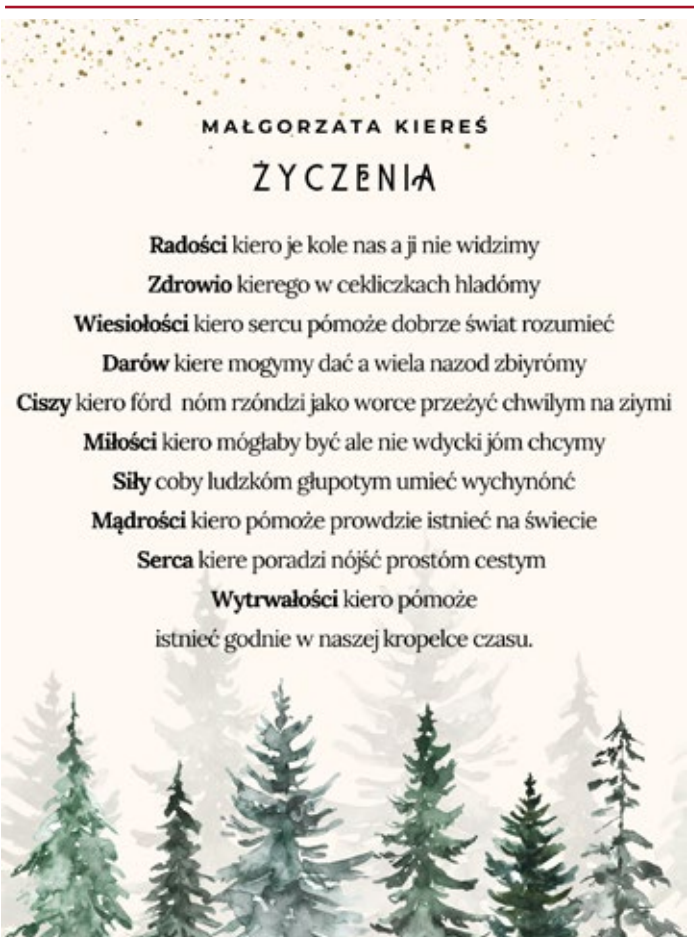 MAŁGORZATA KIEREŚ
ŻYCZENIA
Radości kiero je kole nas a ji nie widzimy
Zdrowio kierego w cekliczkach hladómy
Wiesiołości kiero sercu pómoże dobrze świat rozumieć
Darów kiere mogymy dać a wiela nazod zbiyrómy
Ciszy kiero fórd nóm rzóndzi jako worce przeżyć chwilym na ziymi
Miłości kiero mógłaby być ale nie wdycki jóm chcymy
Siły coby ludzkóm głupotym umieć wychynónć
Mądrości kiero pómoże prowdzie istnieć na świecie
Serca kiere poradzi nójść prostóm cestym
Wytrwałości kiero pómoże
istnieć godnie w naszej kropelce czasu.